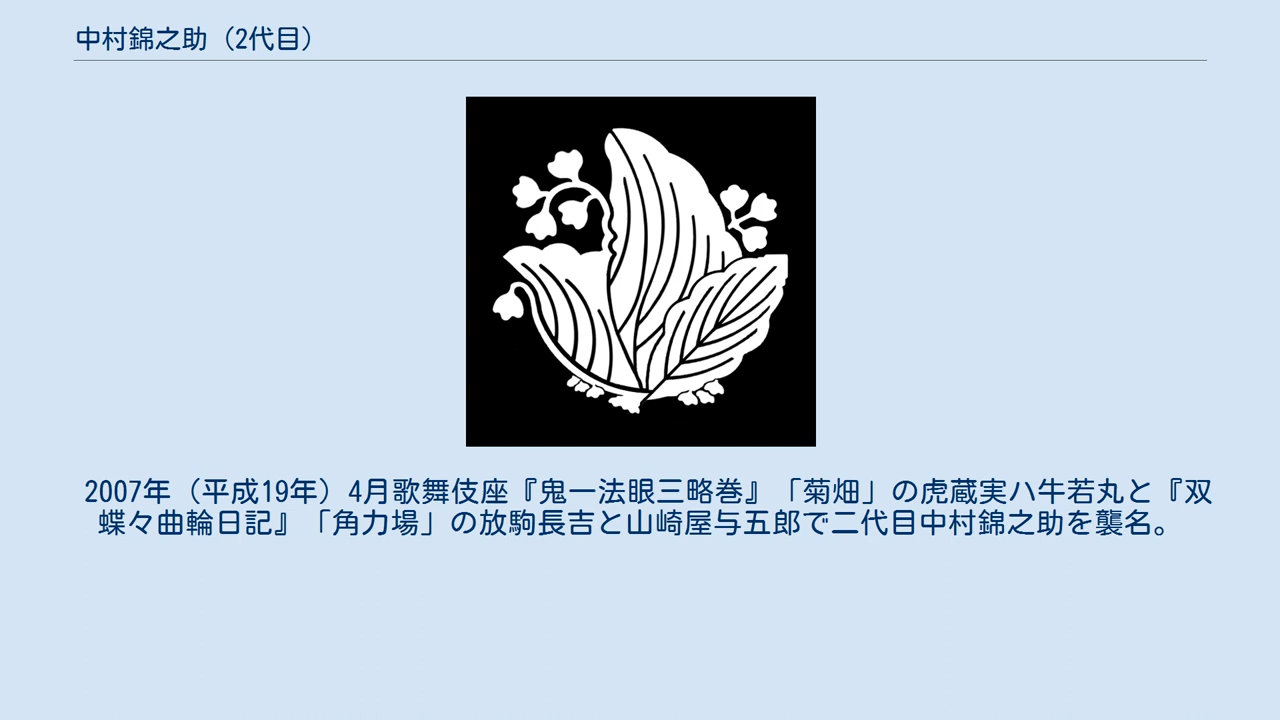 中村錦之助（2代目）
2007年（平成19年）4月歌舞伎座『鬼一法眼三略巻』「菊畑」の虎蔵実ハ牛若丸と『双
蝶々曲輪日記』「角力場」の放駒長吉と山崎屋与五郎で二代目中村錦之助を襲名。